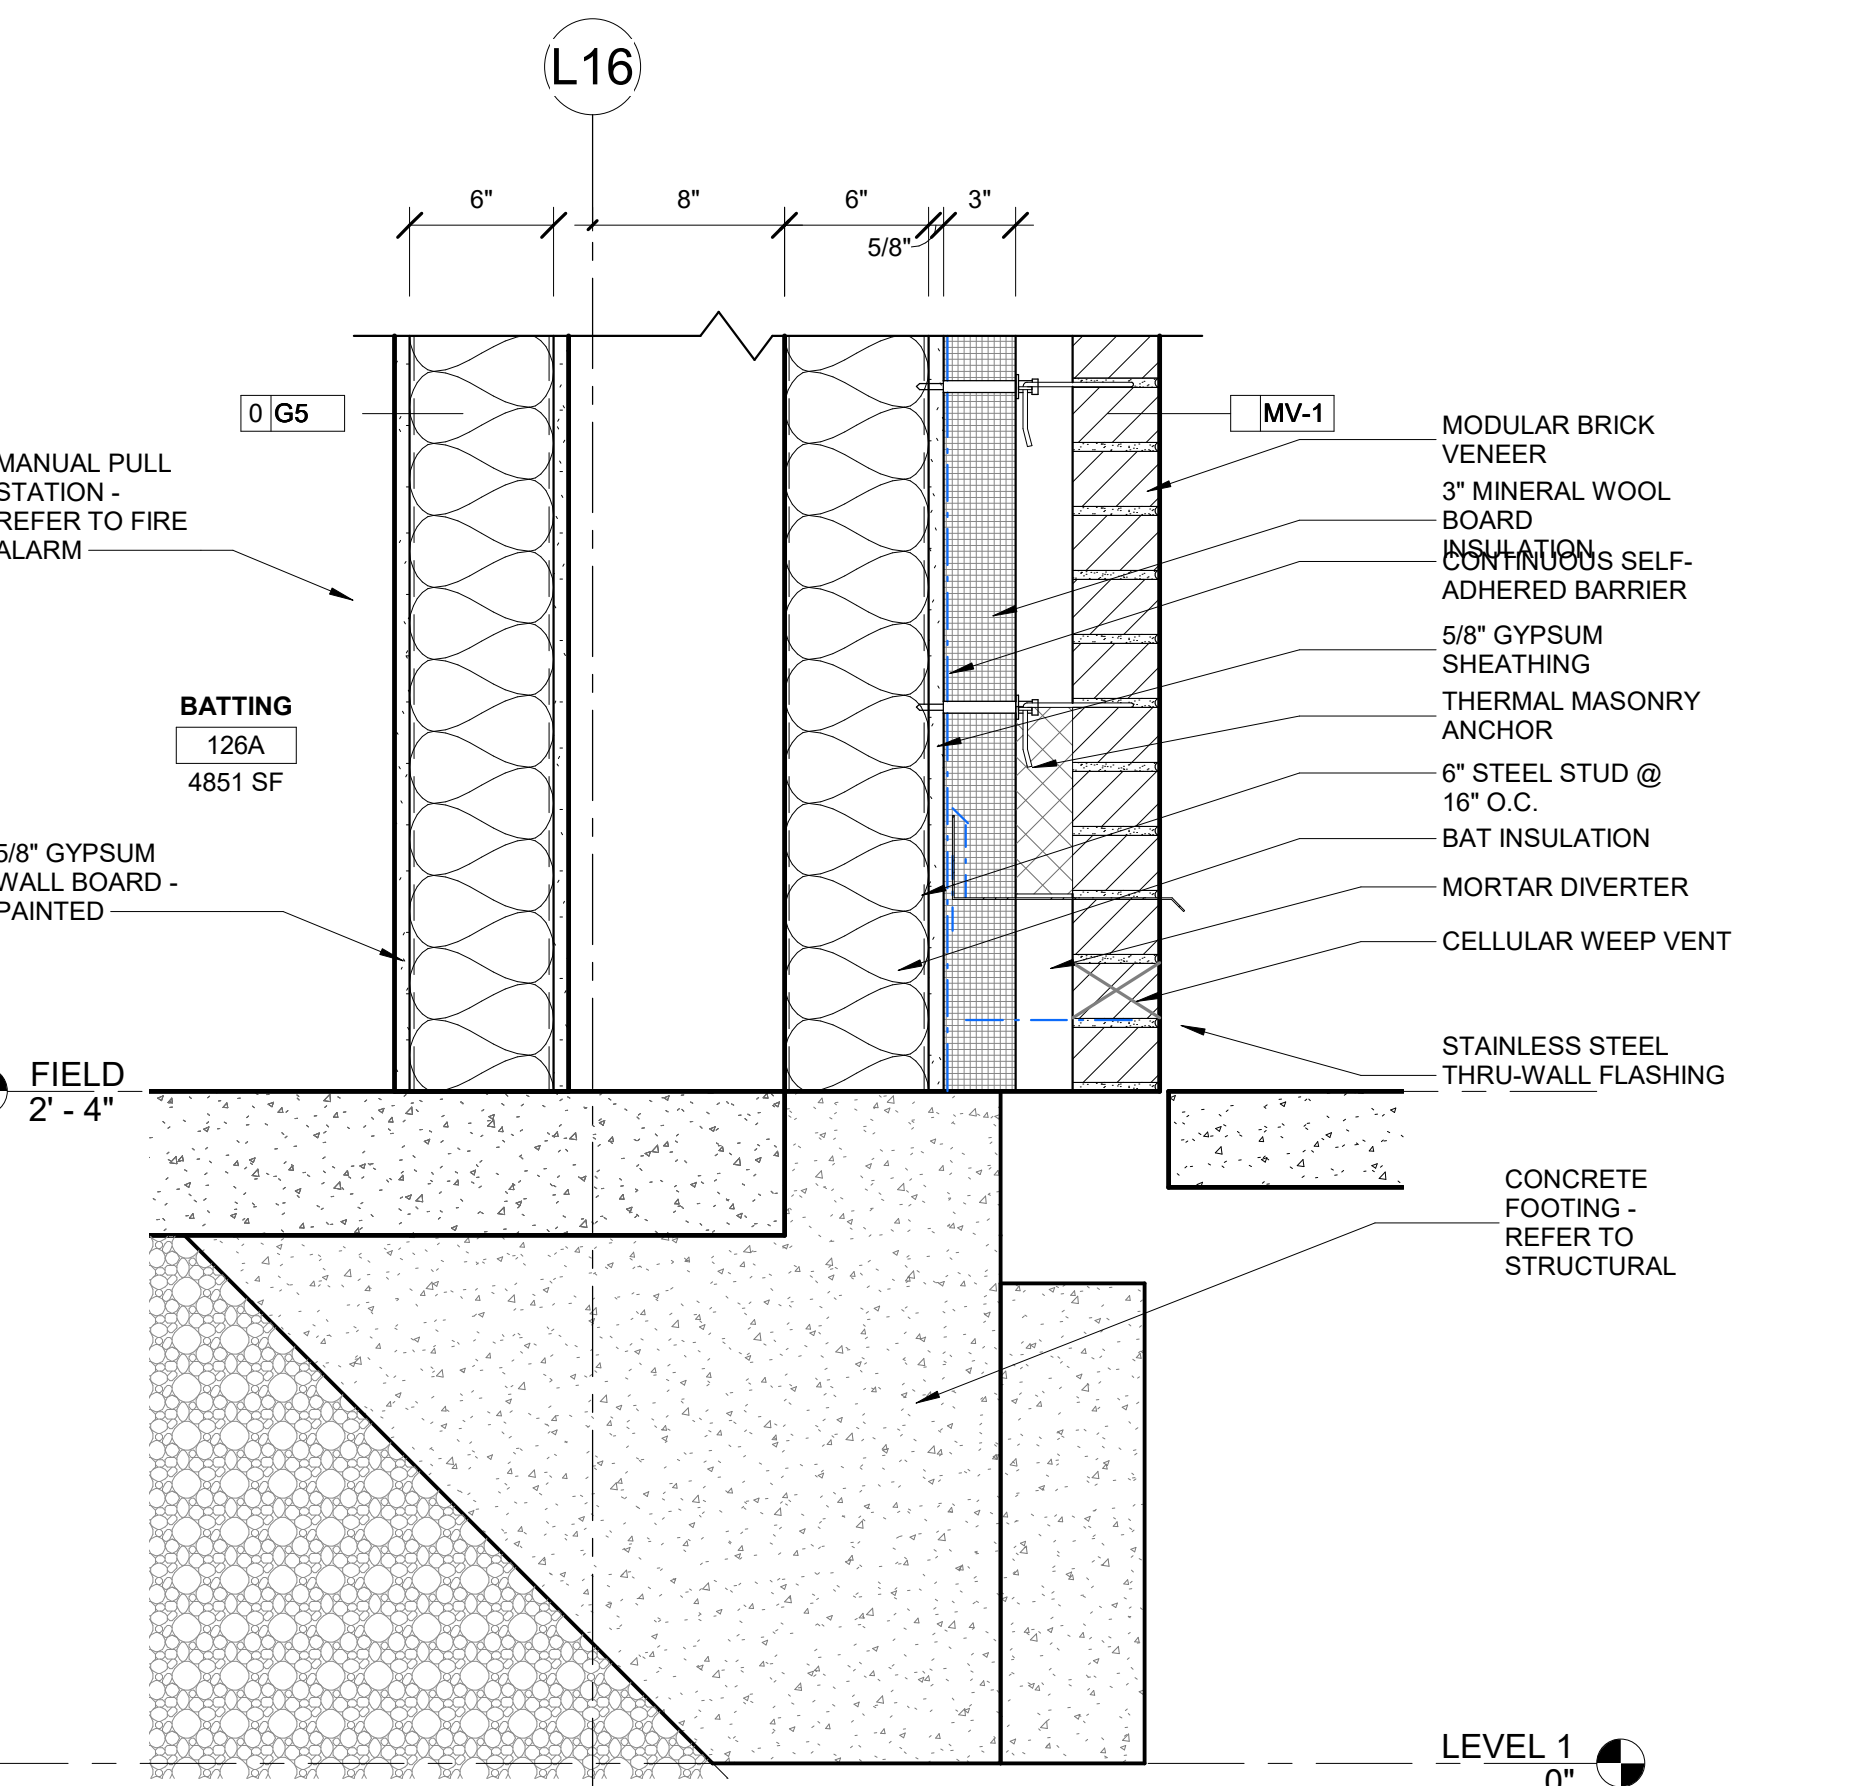 L16
6"
8"
6"
3"
5/8"
0 G5
MV-1
MANUAL PULL
STATION -
REFER TO FIRE
ALARM
BATTING
126A
4851 SF
5/8" GYPSUM
WALL BOARD -
PAINTED
MODULAR BRICK
VENEER
3" MINERAL WOOL
BOARD
INSULATION
CONTINUOUS SELF-
ADHERED BARRIER
5/8" GYPSUM
SHEATHING
THERMAL MASONRY
ANCHOR
6" STEEL STUD @
16" O.C.
BAT INSULATION
MORTAR DIVERTER
CELLULAR WEEP VENT
STAINLESS STEEL
THRU-WALL FLASHING
FIELD
2' - 4"
CONCRETE
FOOTING -
REFER TO
STRUCTURAL
LEVEL 1
0"